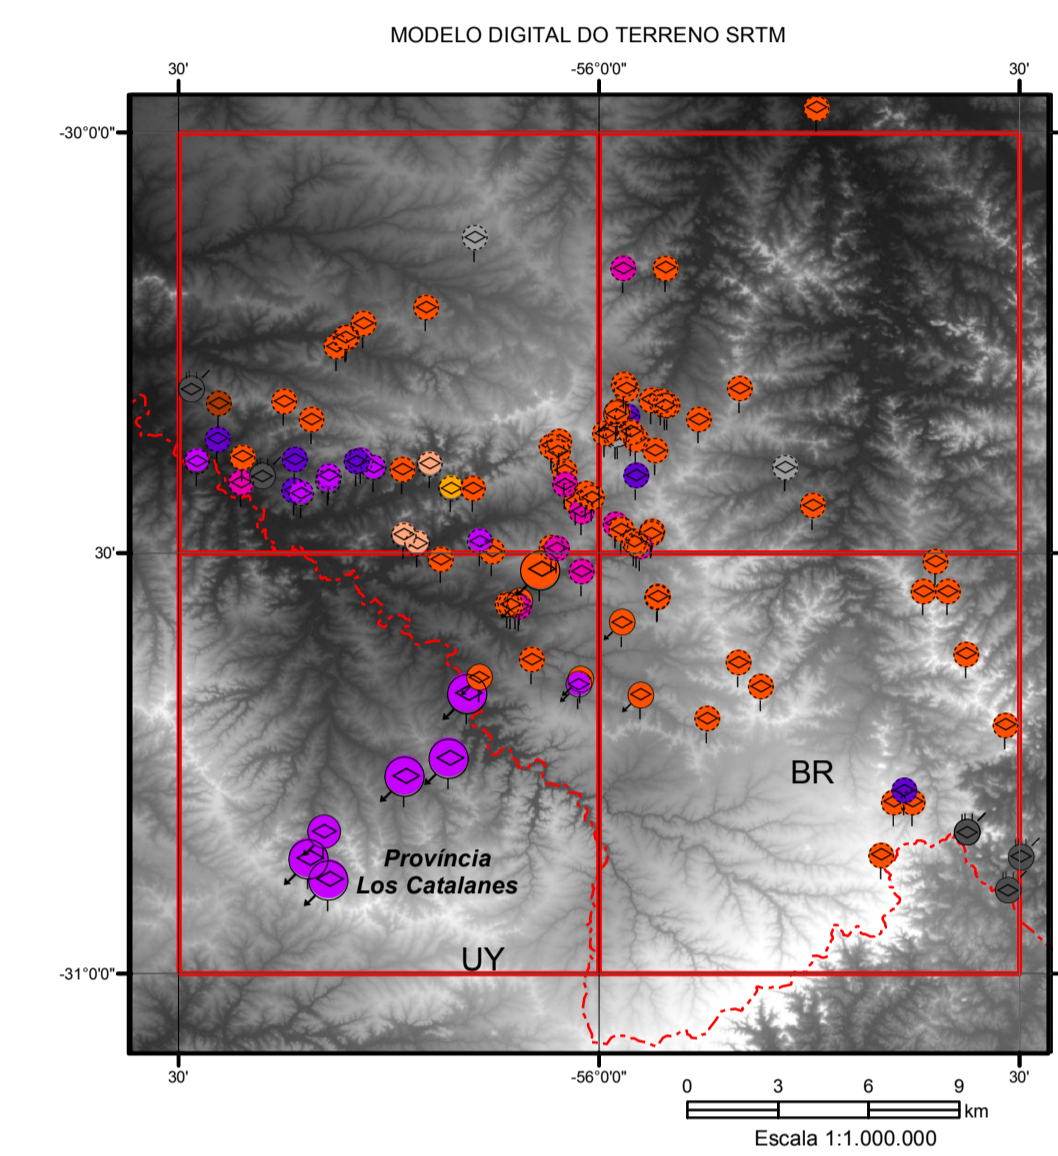 MODELO DIGITAL DO TERRENO SRTM
30' -56°0'0" 30'
-30°0'0"
30'
BR
Província
Los Catalanes
UY
-31°0'0"
30' -56°0'0" 30'
0 3 6 9
km
Escala 1:1.000.000